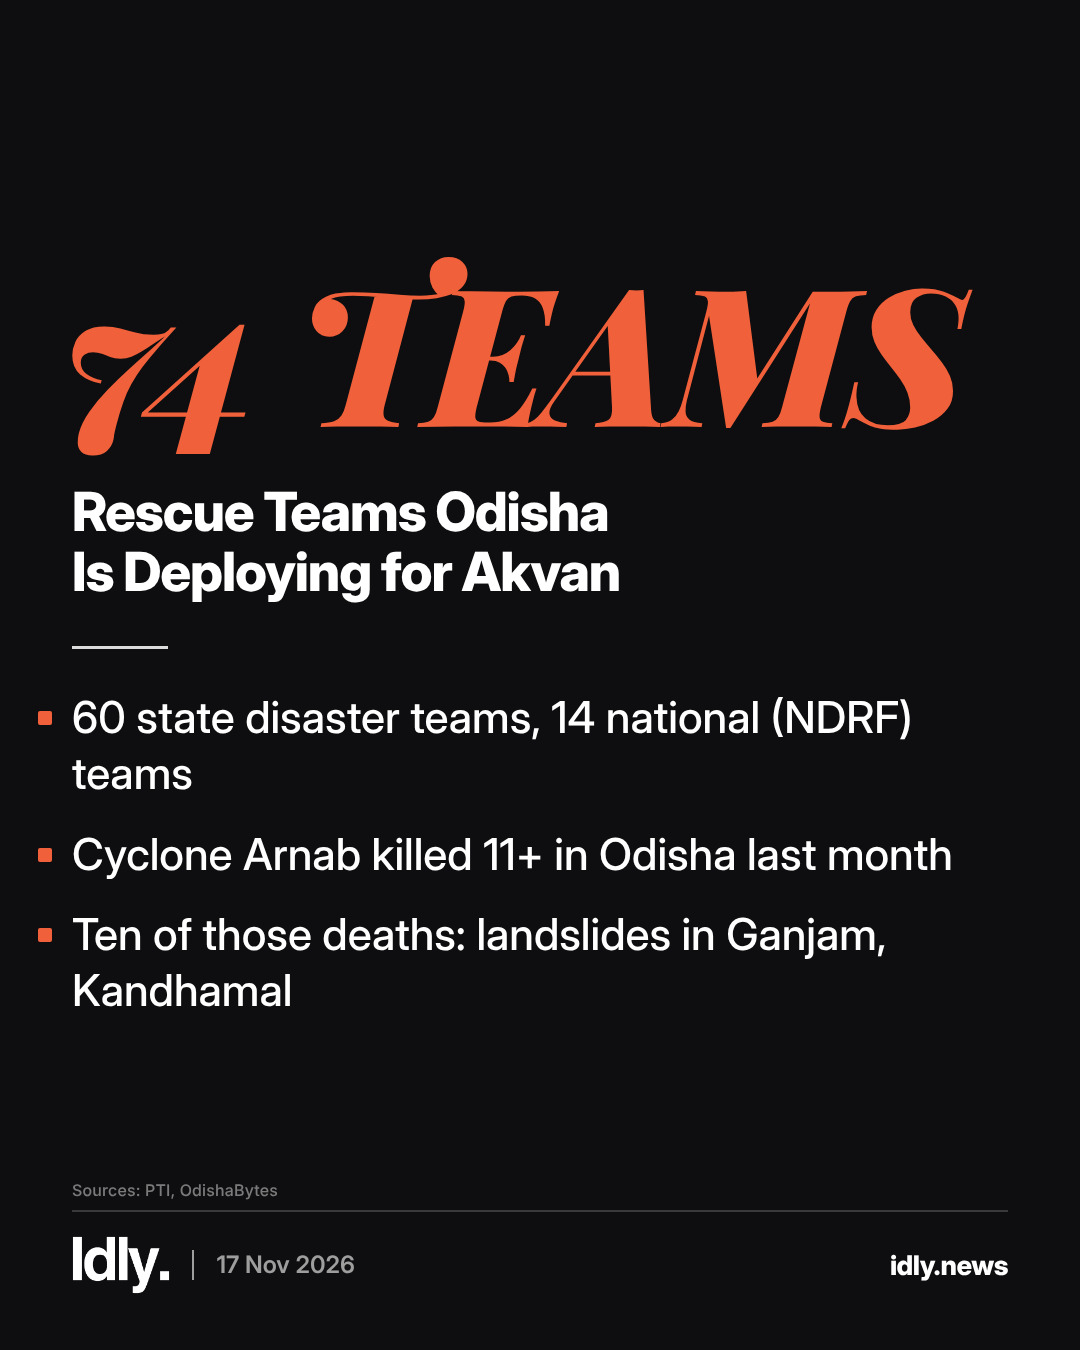 74 TEAMS
Rescue Teams Odisha
Is Deploying for Akvan
60 state disaster teams, 14 national (NDRF)
teams
Cyclone Arnab killed 11+ in Odisha last month
Ten of those deaths: landslides in Ganjam,
Kandhamal
Sources: PTI, OdishaBytes
Idly. | 17 Nov 2026
idly.news